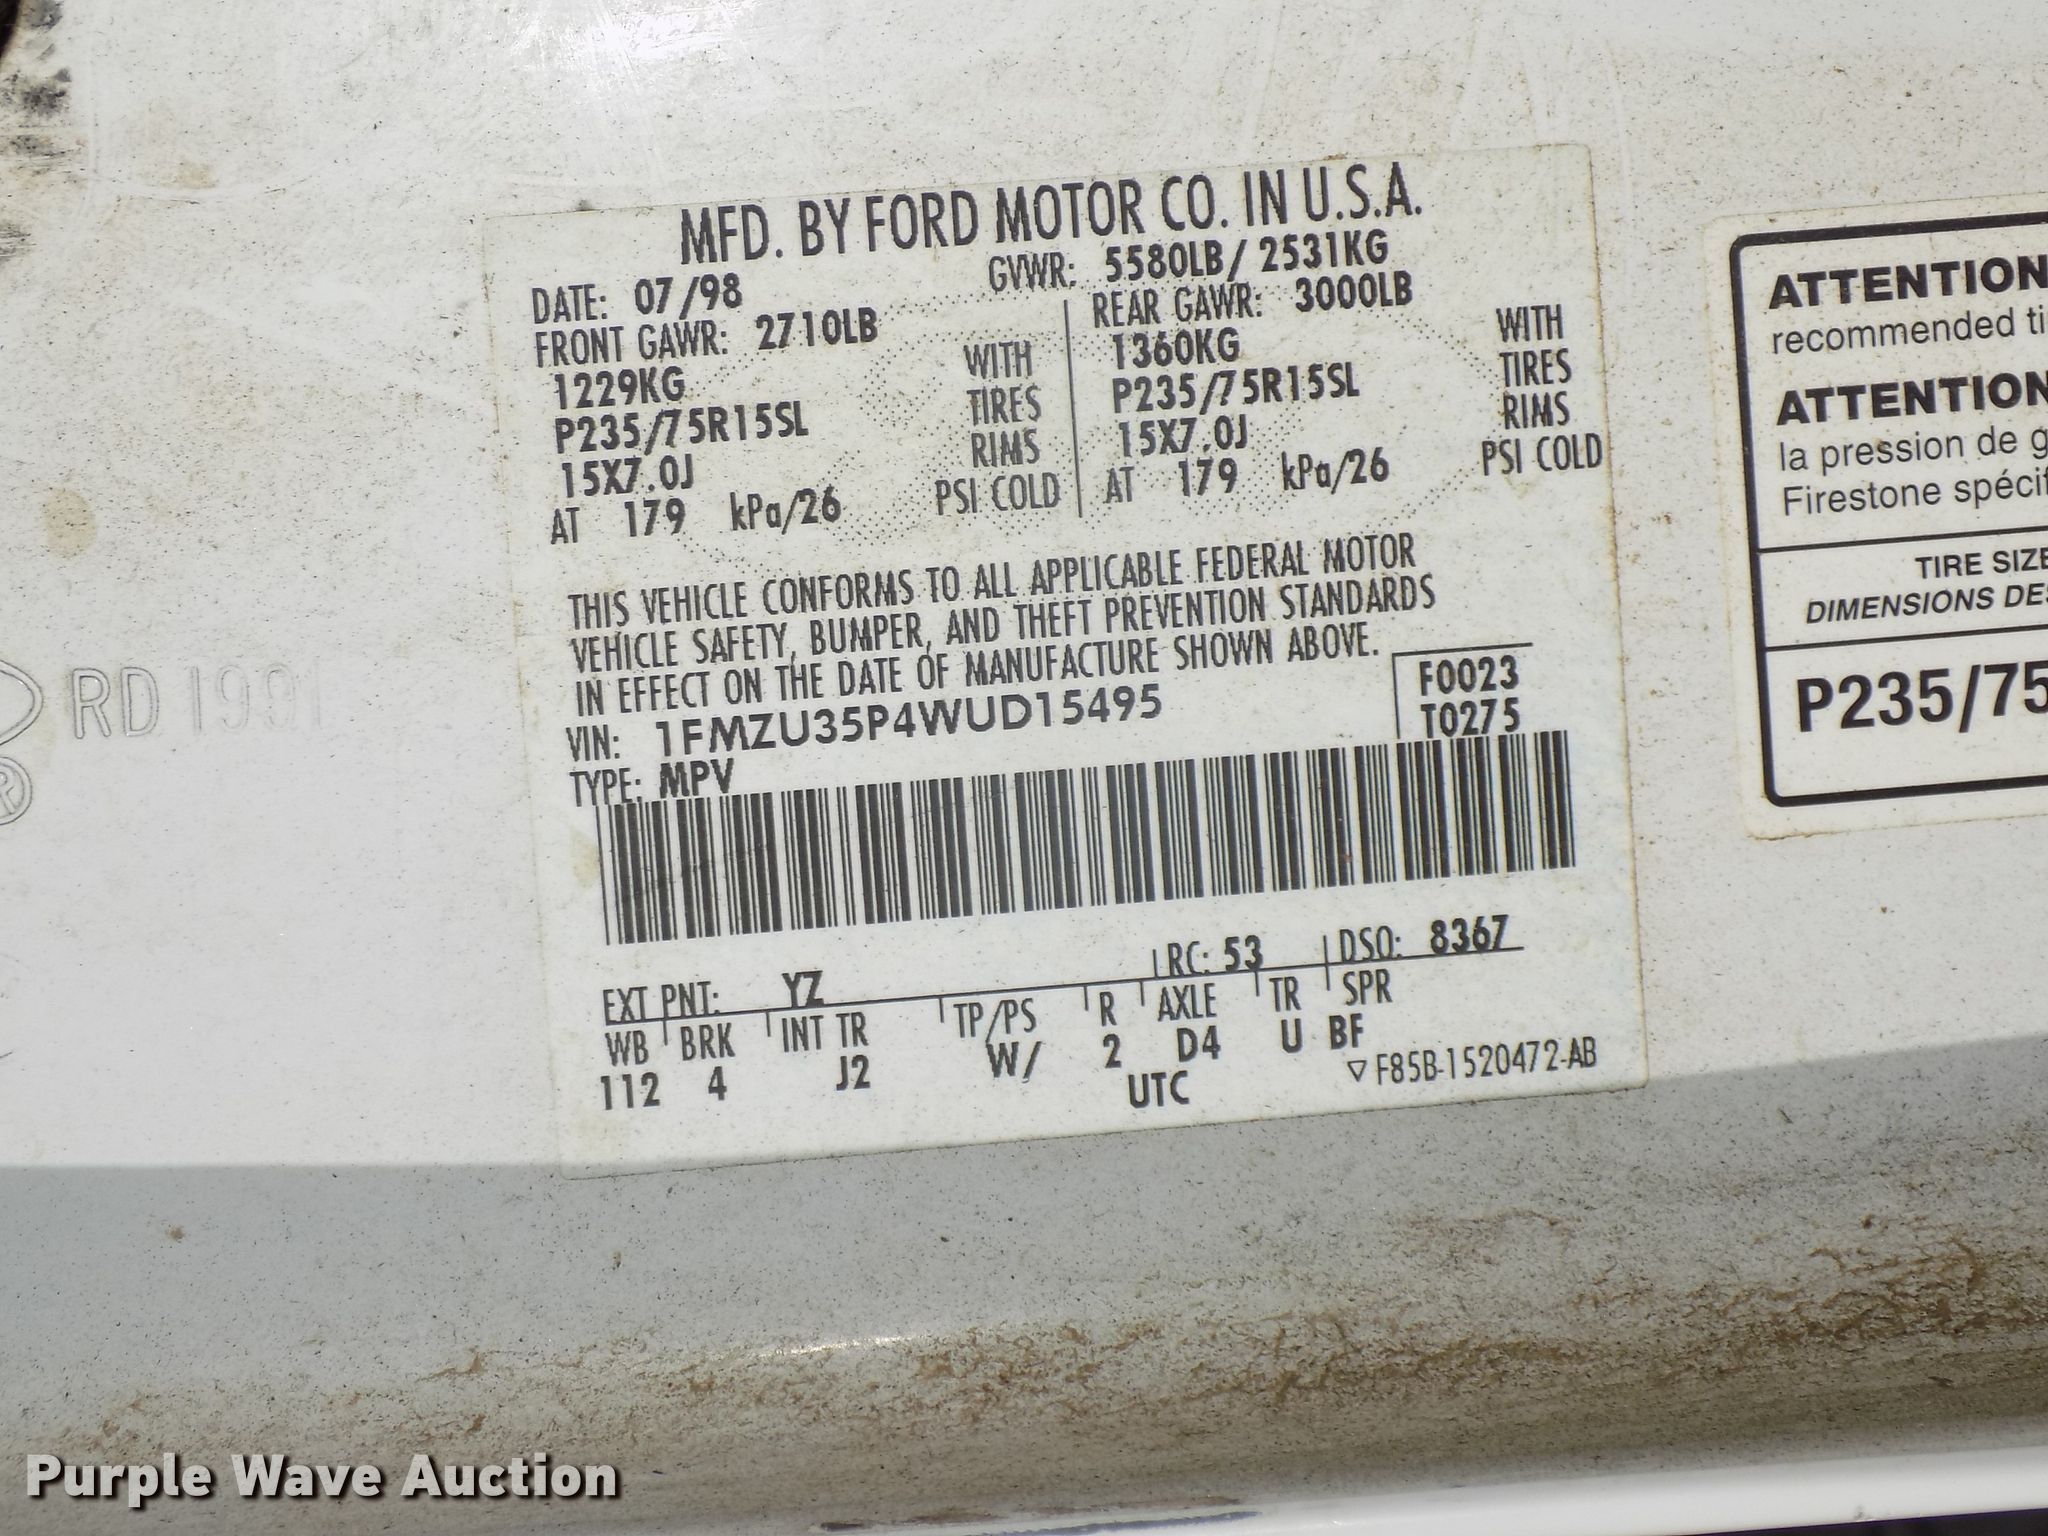 MFD. BY FORD MOTOR CO. IN U.S.A.
DATE: 07/98 GVWR: 5580LB/ 2531KG
FRONT GAWR: 2710LB REAR GAWR: 3000LB
1229KG WITH 1360KG WITH
P235/75R15SL TIRES P235/75R15SL TIRES
15X7.0J RIMS 15X7.0J RIMS
AT 179 kPa/26 PSI COLD AT 179 kPa/26 PSI COLD
THIS VEHICLE CONFORMS TO ALL APPLICABLE FEDERAL MOTOR
VEHICLE SAFETY, BUMPER, AND THEFT PREVENTION STANDARDS
IN EFFECT ON THE DATE OF MANUFACTURE SHOWN ABOVE.
VIN: 1FMZU35P4WUD15495 F0023
TYPE: MPV T0275
EXT PNT: YZ RC: 53 DSO: 8367
WB BRK INT TR TP/PS R AXLE TR SPR
112 4 J2 W/ 2 D4 U BF
UTC F85B-1520472-AB
ATTENTION
recommended ti
ATTENTION
la pression de g
Firestone spécif
TIRE SIZE
DIMENSIONS DES
P235/75
RD 1991
®
Purple Wave Auction